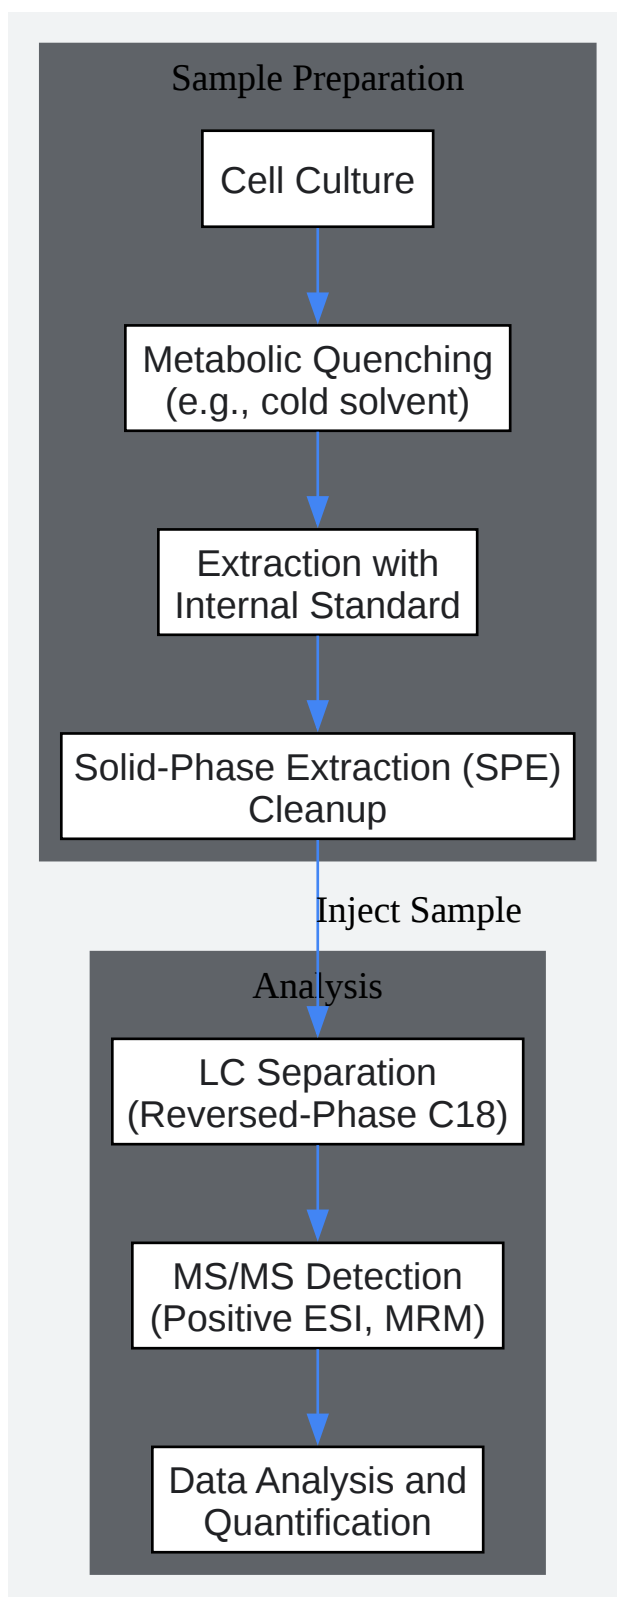 Sample Preparation
Cell Culture
Metabolic Quenching
(e.g., cold solvent)
Extraction with
Internal Standard
Solid-Phase Extraction (SPE)
Cleanup
Inject Sample
Analysis
LC Separation
(Reversed-Phase C18)
MS/MS Detection
(Positive ESI, MRM)
Data Analysis and
Quantification